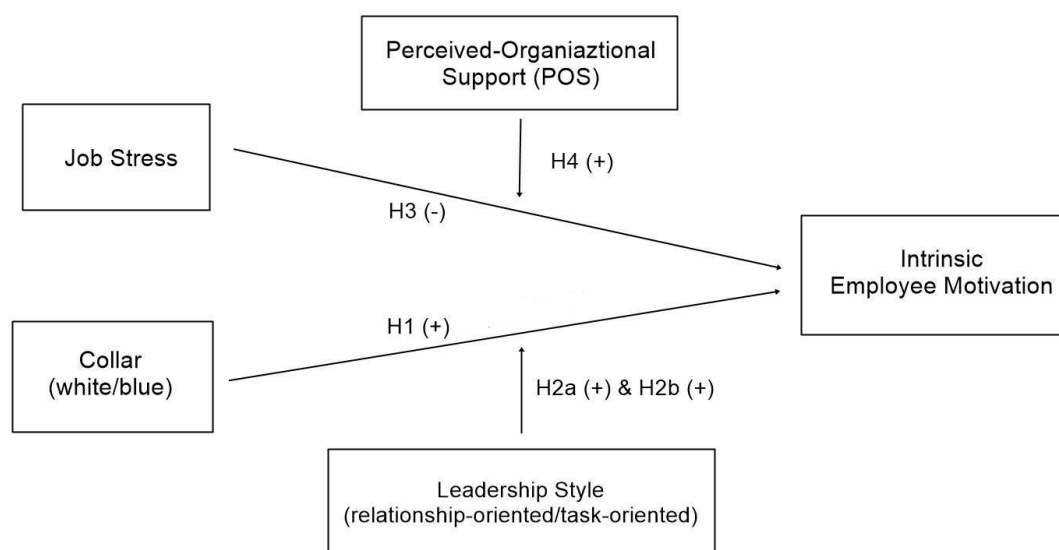 Perceived-Organiaztional
Support (POS)
Job Stress
H4 (+)
H3 (-)
Intrinsic
Employee Motivation
H1 (+)
Collar
(white/blue)
H2a (+) & H2b (+)
Leadership Style
(relationship-oriented/task-oriented)